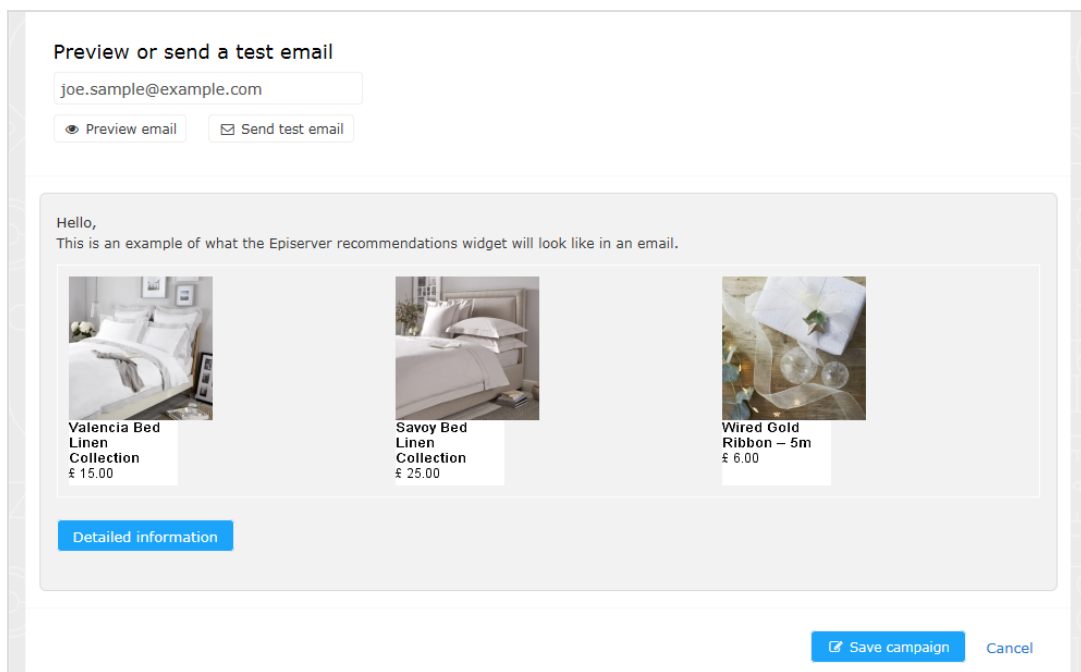 Preview or send a test email
joe.sample@example.com
Preview email
Send test email
Hello,
This is an example of what the Episerver recommendations widget will look like in an email.
Valencia Bed
Linen
Collection
£ 15.00
Savoy Bed
Linen
Collection
£ 25.00
Wired Gold
Ribbon – 5m
£ 6.00
Detailed information
Save campaign
Cancel